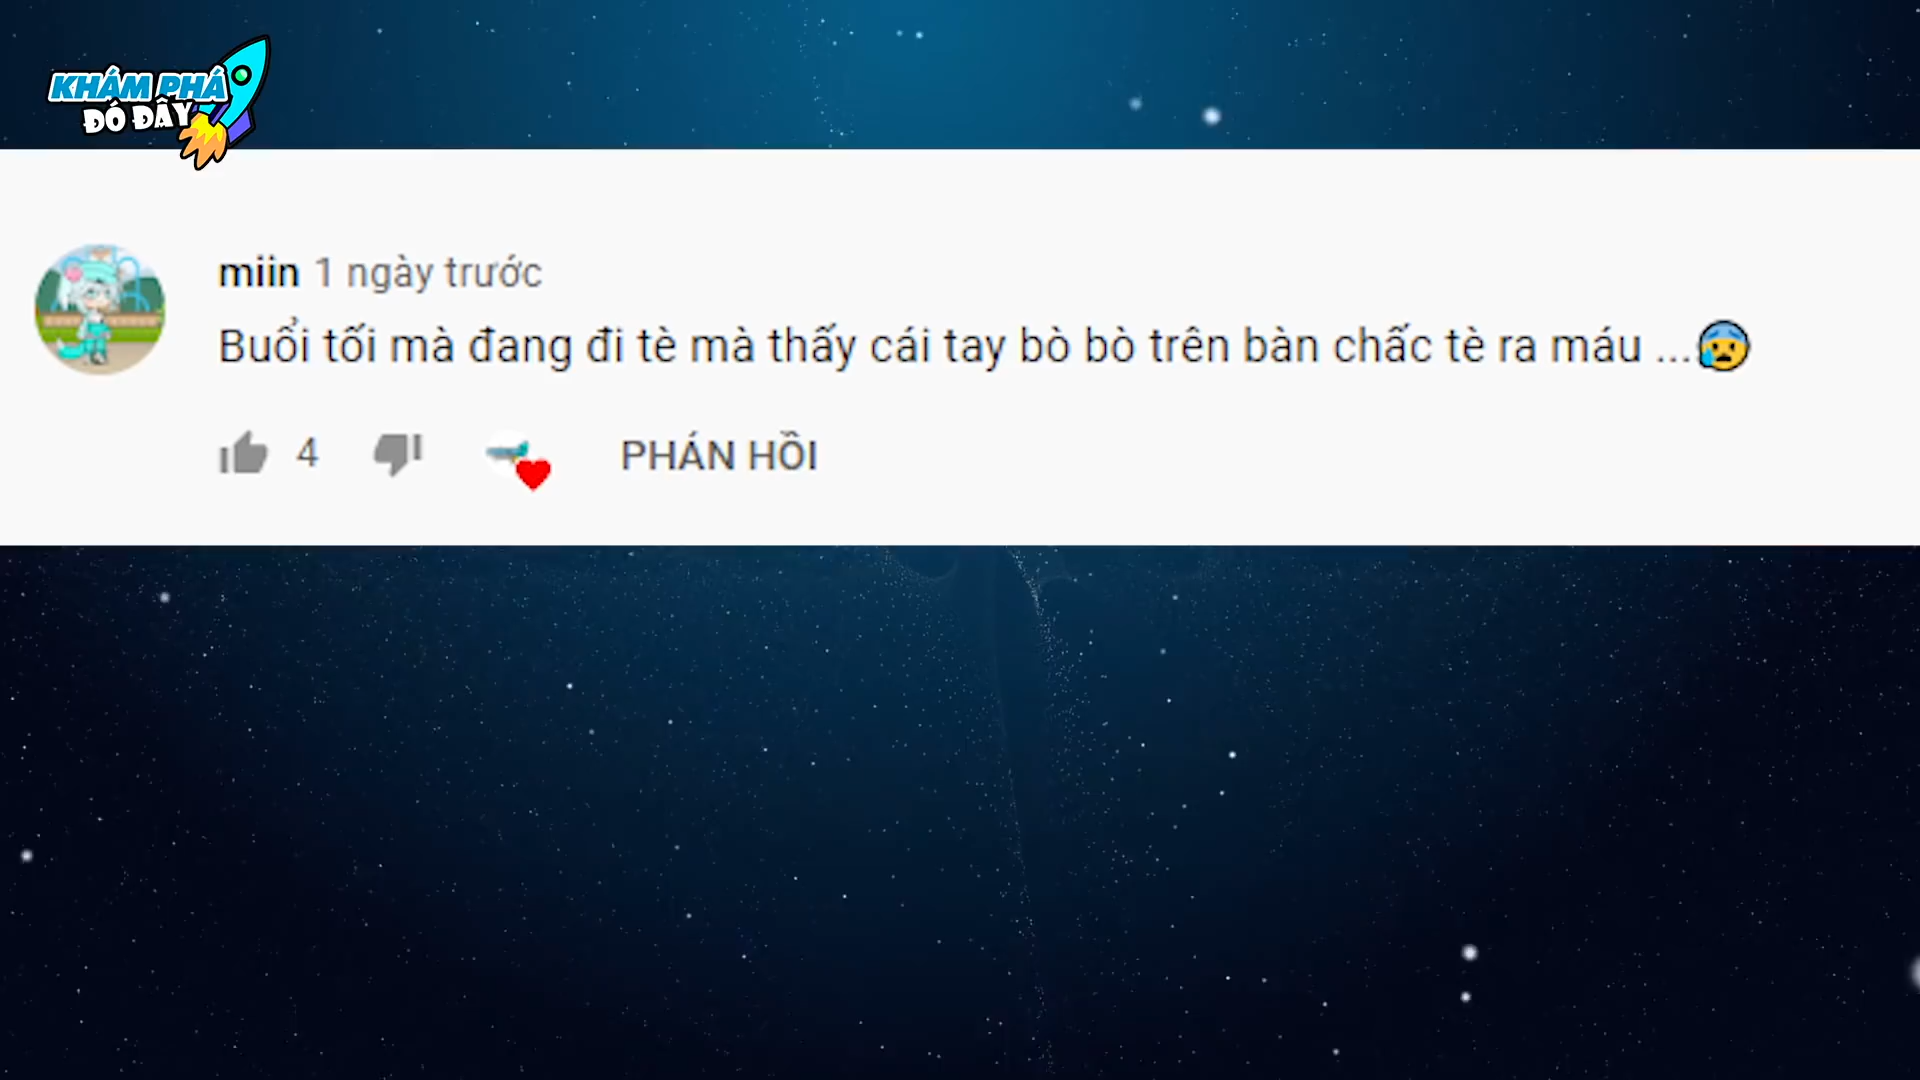 KHÁM PHÁ
ĐÓ ĐÂY
miin 1 ngày trước
Buổi tối mà đang đi tè mà thấy cái tay bò bò trên bàn chấc tè ra máu ...😰
4
PHẢN HỒI